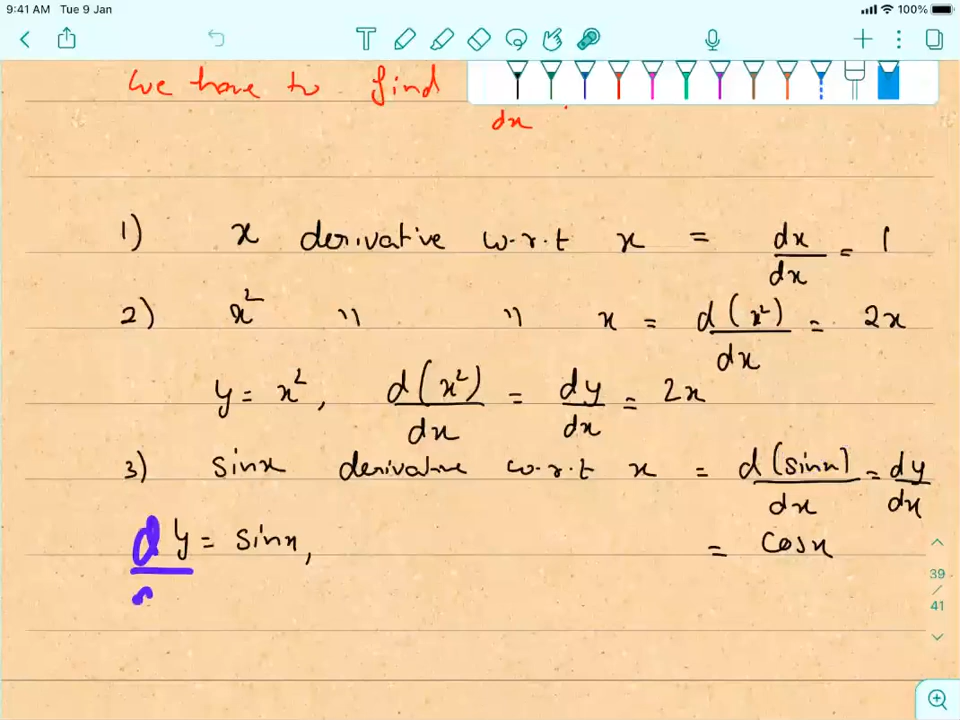 9:41 AM Tue 9 Jan 100%
We have to find
dx
1) x derivative w.r.t x = dx/dx = 1
2) x² " " x = d(x²)/dx = 2x
y = x², d(x²)/dx = dy/dx = 2x
3) sinx derivative w.r.t x = d(sinx)/dx = dy/dx
d y = sinx, = cosx
39
/
41